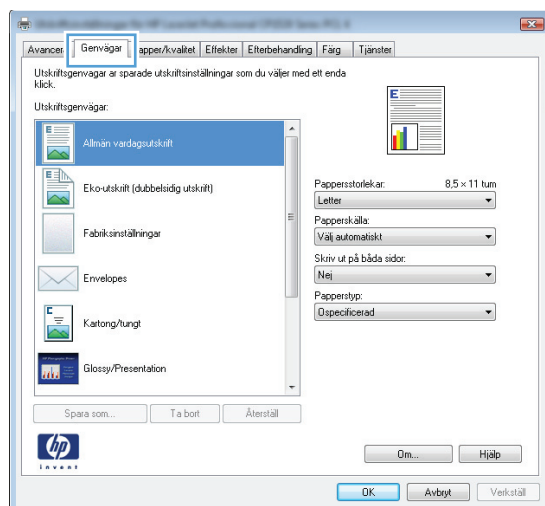 Avancer Genvägar apper/kvalitet Effekter Efterbehandling Färg Tjänster
Utskriftsgenvägar är sparade utskriftsinställningar som du väljer med ett enda
klick.
Utskriftsgenvägar:
Allmän vardagsutskrift
Eko-utskrift (dubbelsidig utskrift)
Fabriksinställningar
Envelopes
Kartong/tungt
Glossy/Presentation
Pappersstorlekar: 8,5 × 11 tum
Letter
Papperskälla:
Välj automatiskt
Skriv ut på båda sidor:
Nej
Papperstyp:
Ospecificerad
Spara som... Ta bort Återställ
hp
invent
Om... Hjälp
OK Avbryt Verkställ